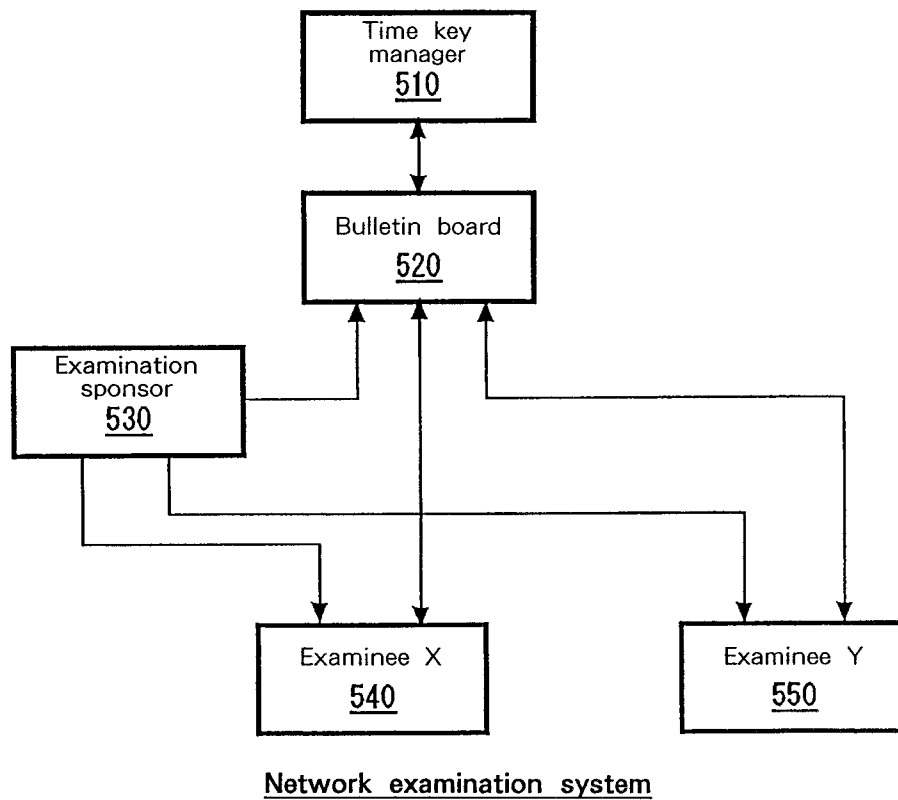 Time key
manager
510
Bulletin board
520
Examination
sponsor
530
Examinee X
540
Examinee Y
550
Network examination system